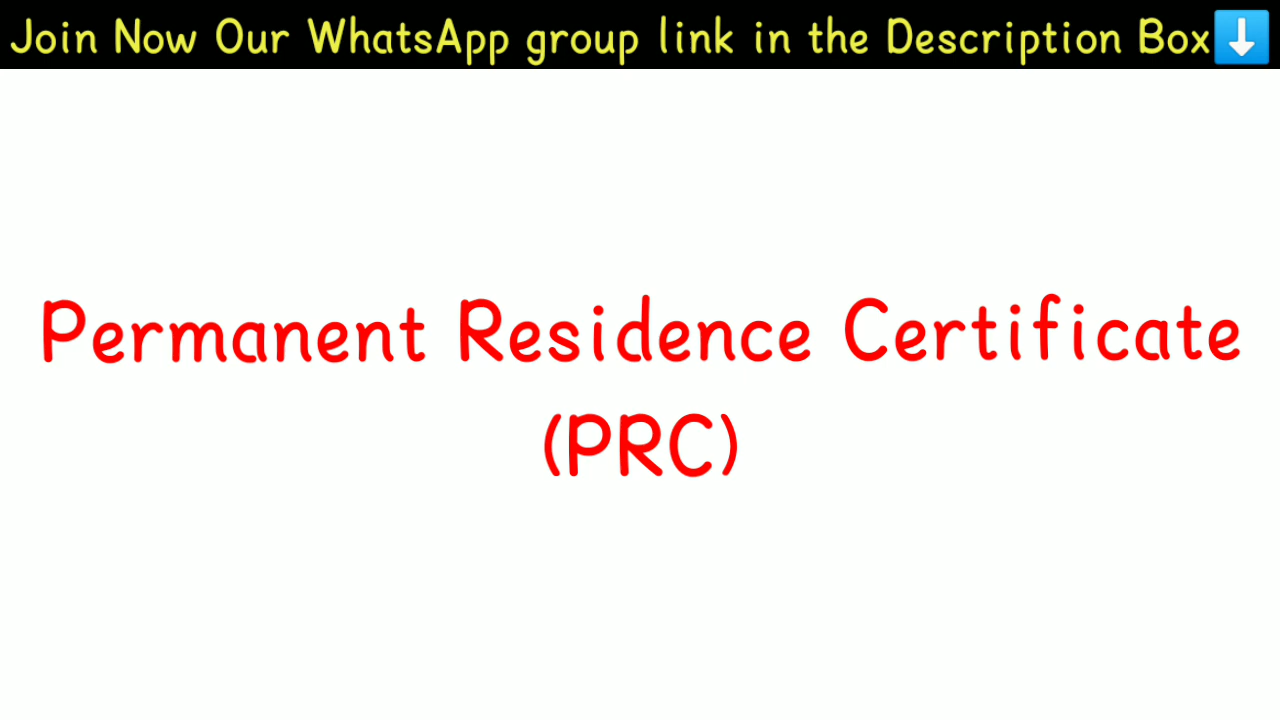 Join Now Our WhatsApp group link in the Description Box⬇️
Permanent Residence Certificate
(PRC)